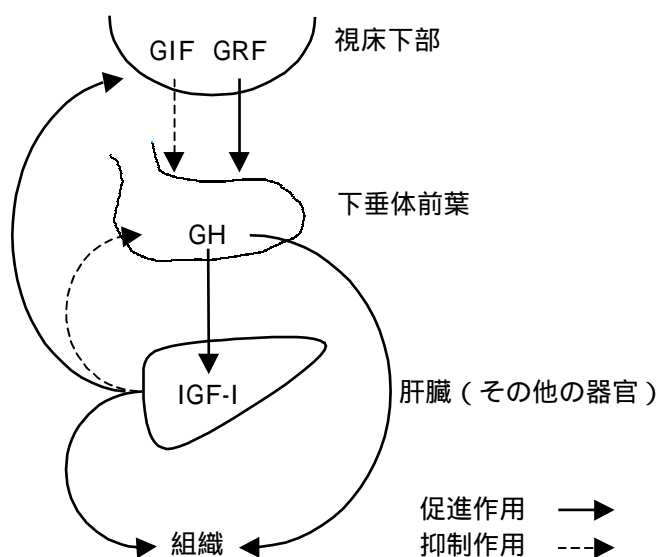 GIF GRF
視床下部
下垂体前葉
GH
IGF-I
肝臓(その他の器官)
組織
促進作用
抑制作用